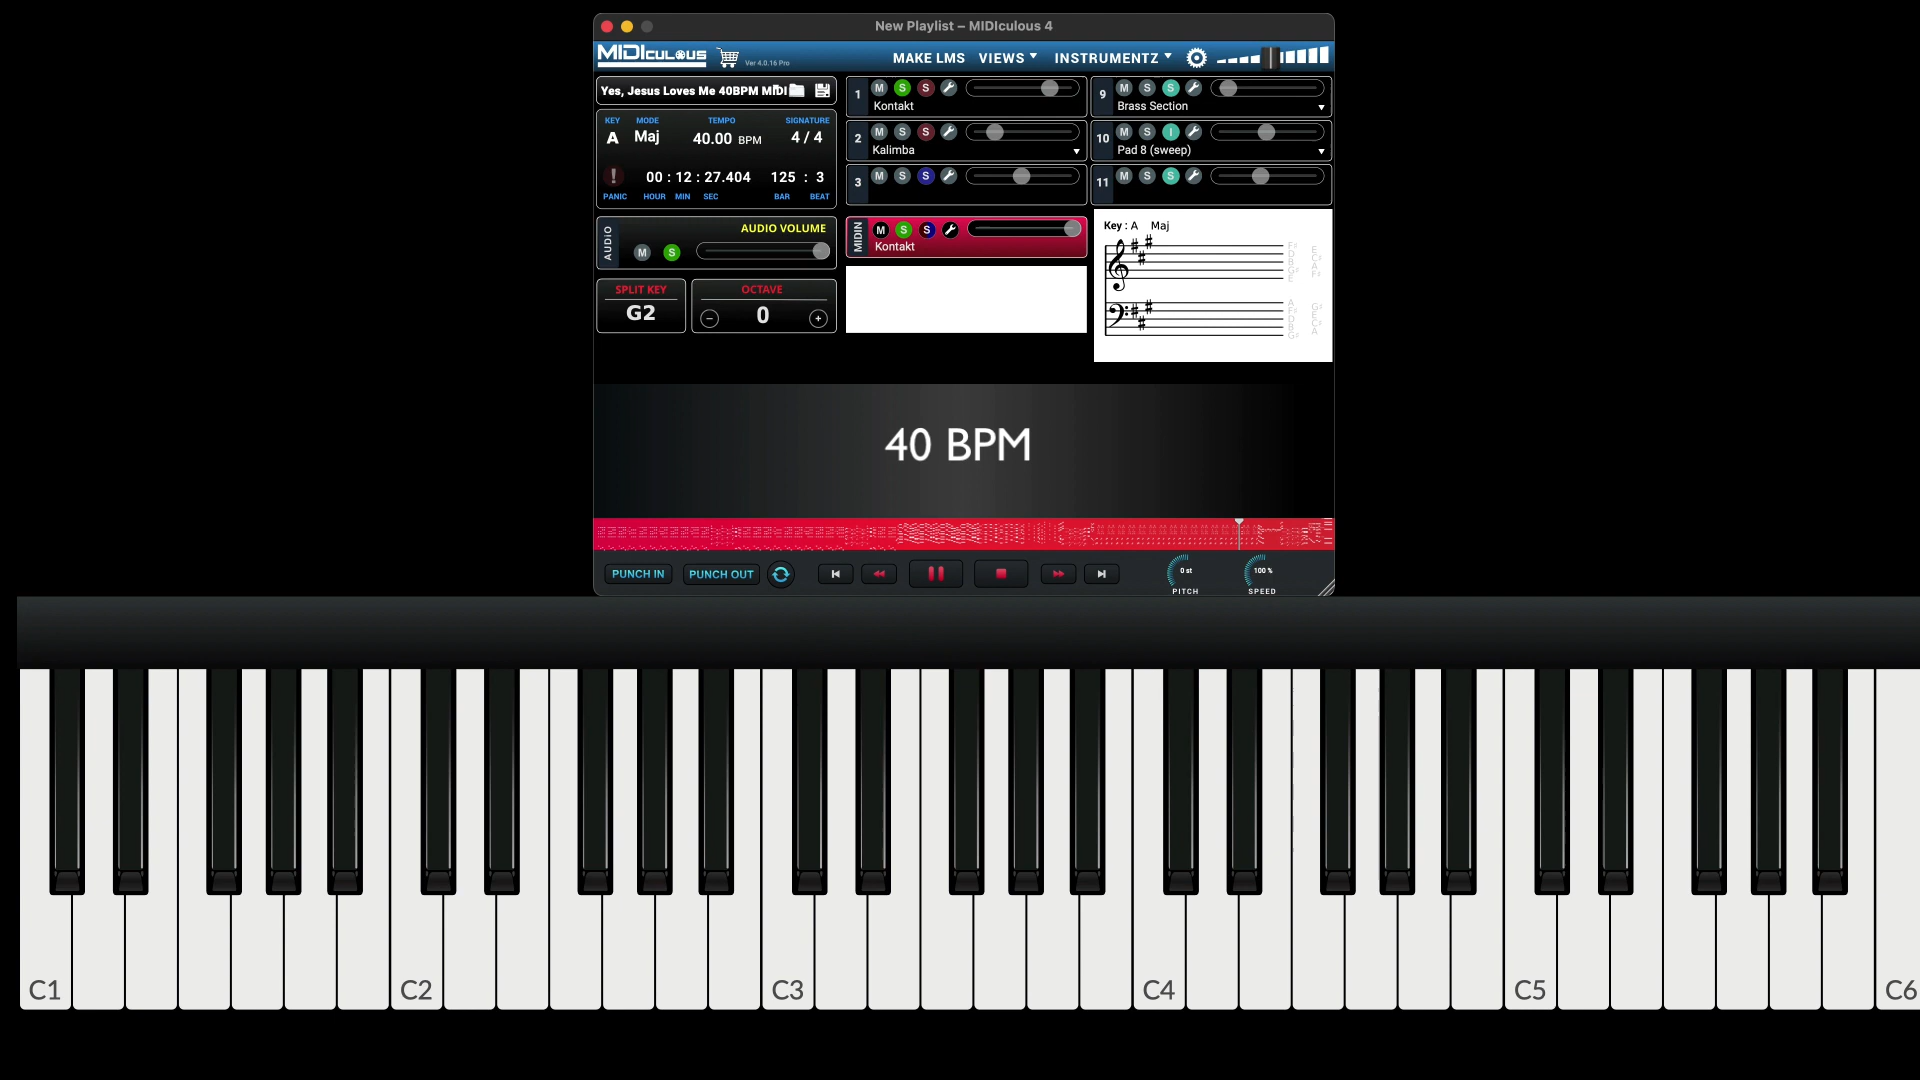 New Playlist – MIDIculous 4
MIDICULOUS
Ver 4.0.16 Pro
MAKE LMS
VIEWS
INSTRUMENTZ
Yes, Jesus Loves Me 40BPM MIDI
KEY MODE TEMPO SIGNATURE
A Maj 40.00 BPM 4 / 4
! 00 : 12 : 27.404 125 : 3
PANIC HOUR MIN SEC BAR BEAT
AUDIO
AUDIO VOLUME
M S
SPLIT KEY
G2
OCTAVE
− 0 +
1 M S S
Kontakt
2 M S S
Kalimba
3 M S S
MIDIN M S S
Kontakt
9 M S S
Brass Section
10 M S I
Pad 8 (sweep)
11 M S S
Key : A Maj
F♯
D
B
G♯
E
E
C♯
A
F♯
A
F♯
D
B
G♯
G♯
E
C♯
A
40 BPM
PUNCH IN
PUNCH OUT
0 st
PITCH
100 %
SPEED
C1 C2 C3 C4 C5 C6